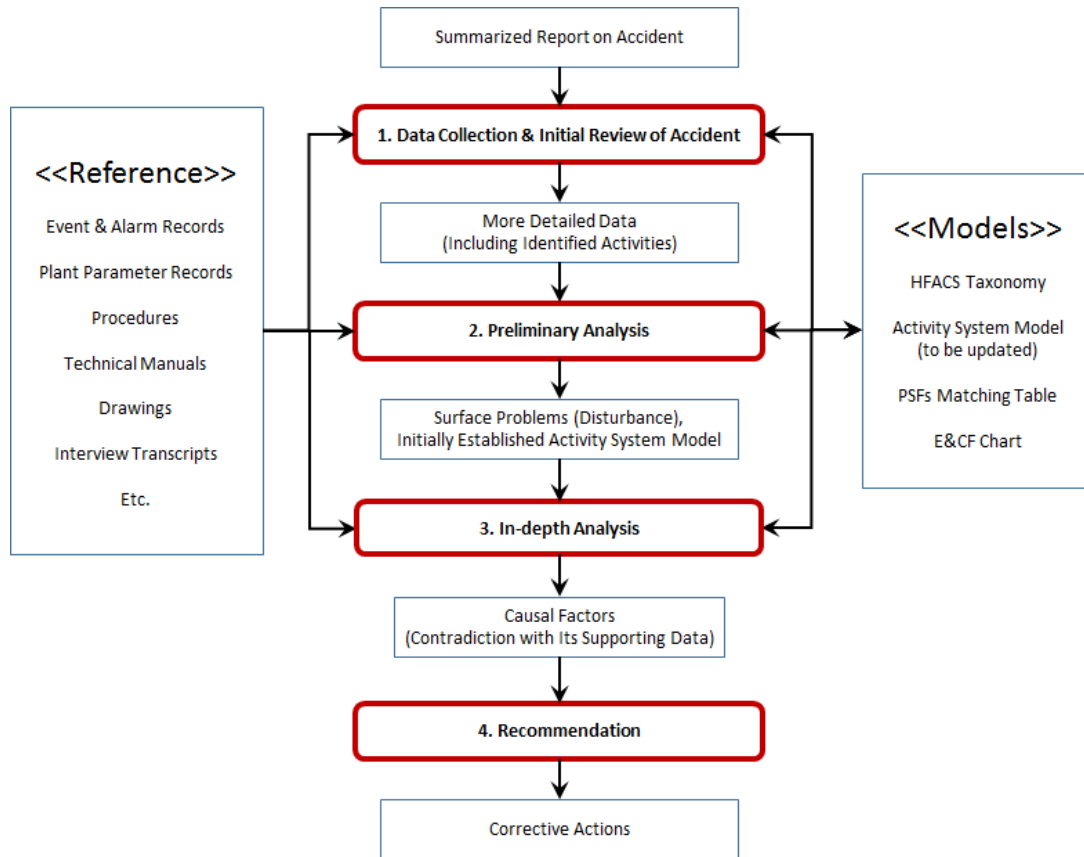 Summarized Report on Accident
1. Data Collection & Initial Review of Accident
<<Reference>>
Event & Alarm Records
Plant Parameter Records
Procedures
Technical Manuals
Drawings
Interview Transcripts
Etc.
More Detailed Data
(Including Identified Activities)
2. Preliminary Analysis
Surface Problems (Disturbance),
Initially Established Activity System Model
3. In-depth Analysis
<<Models>>
HFACS Taxonomy
Activity System Model
(to be updated)
PSFs Matching Table
E&CF Chart
Causal Factors
(Contradiction with Its Supporting Data)
4. Recommendation
Corrective Actions